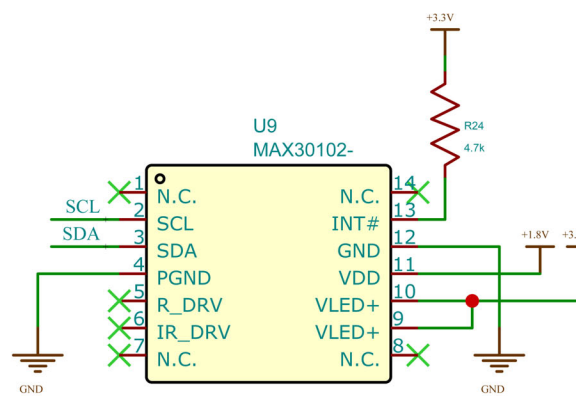 +3.3V
R24
4.7k
U9
MAX30102-
1 N.C. N.C. 14
SCL 2 SCL INT# 13
SDA 3 SDA GND 12
4 PGND VDD 11
+1.8V
5 R_DRV VLED+ 10
6 IR_DRV VLED+ 9
7 N.C. N.C. 8
GND GND